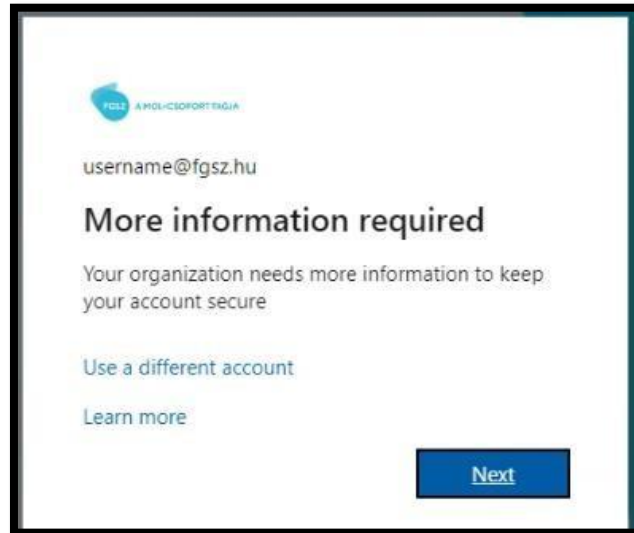 FGSZ A MOL-CSOPORT TAGJA
username@fgsz.hu
More information required
Your organization needs more information to keep
your account secure
Use a different account
Learn more
Next